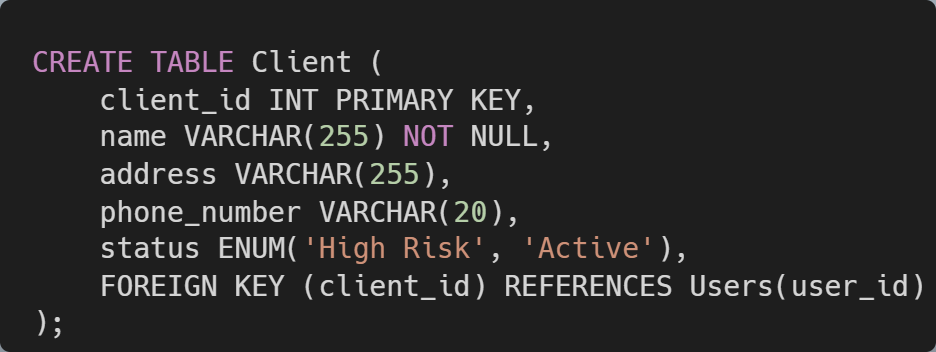 CREATE TABLE Client (
    client_id INT PRIMARY KEY,
    name VARCHAR(255) NOT NULL,
    address VARCHAR(255),
    phone_number VARCHAR(20),
    status ENUM('High Risk', 'Active'),
    FOREIGN KEY (client_id) REFERENCES Users(user_id)
);